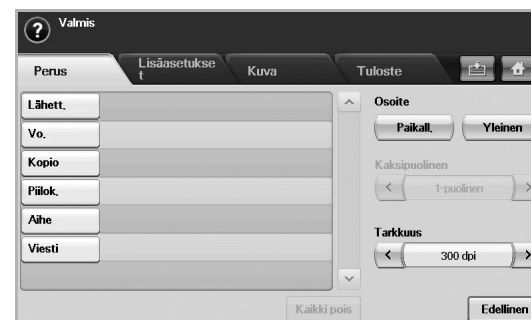 Valmis
Perus
Lisäasetukse
t
Kuva
Tuloste
Lähett.
Vo.
Kopio
Piilok.
Aihe
Viesti
Osoite
Paikall. Yleinen
Kaksipuolinen
1-puolinen
Tarkkuus
300 dpi
Kaikki pois
Edellinen